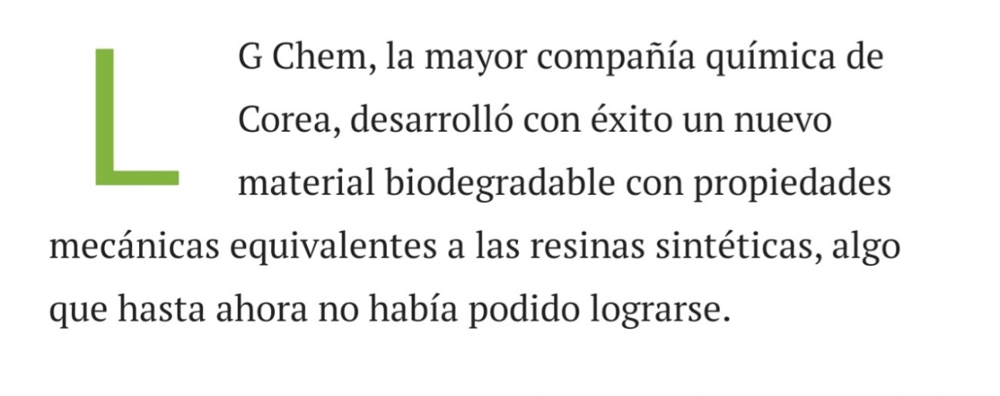 LG Chem, la mayor compañía química de
Corea, desarrolló con éxito un nuevo
material biodegradable con propiedades
mecánicas equivalentes a las resinas sintéticas, algo
que hasta ahora no había podido lograrse.